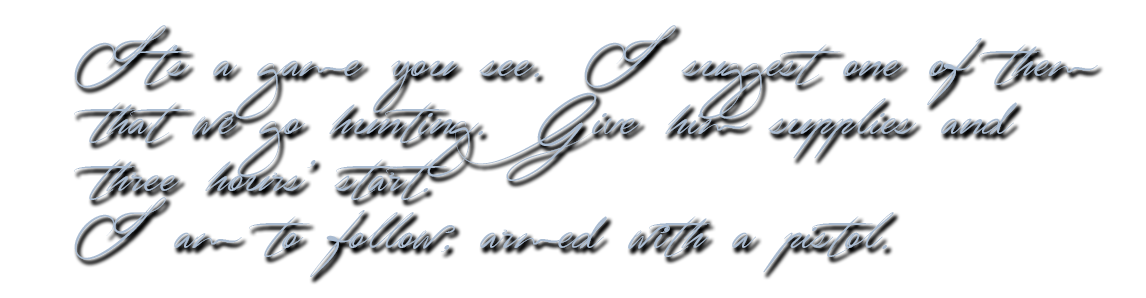 Its a game you see. I suggest one of them
that we go hunting. Give him supplies and
three hours' start.
I am to follow, armed with a pistol.